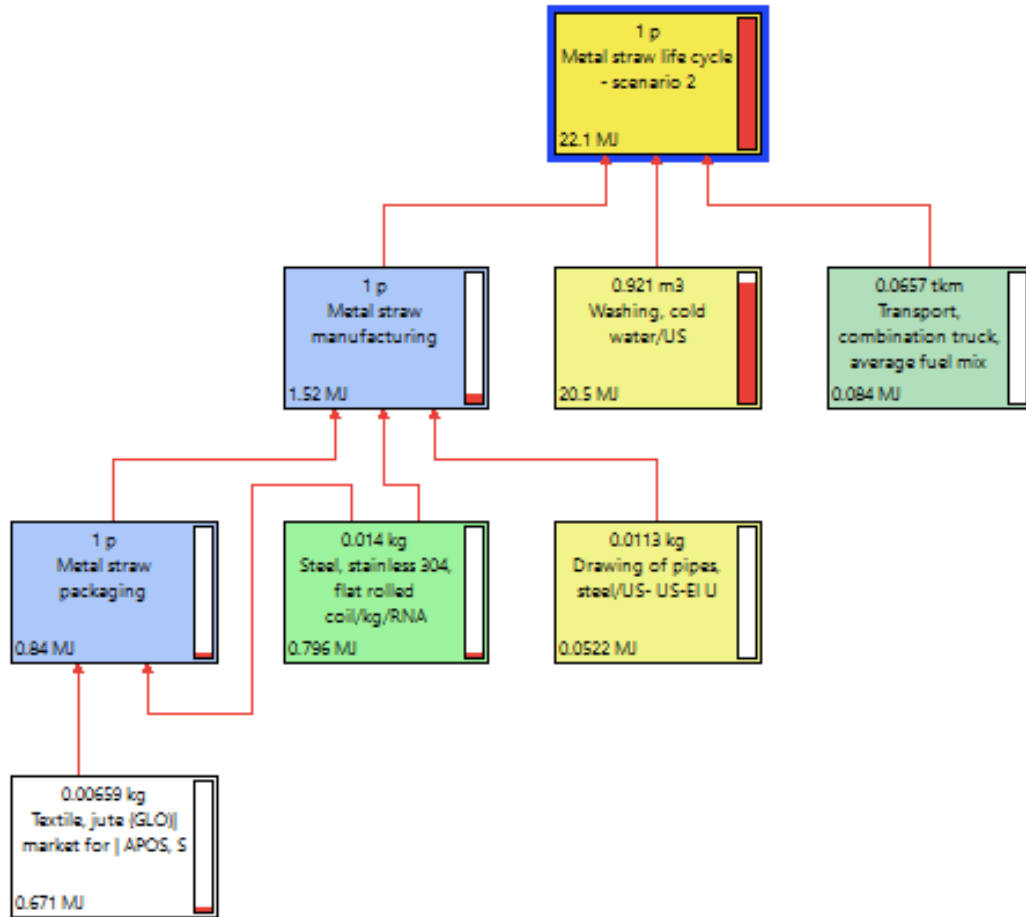 1 p
Metal straw life cycle
- scenario 2
22.1 MJ
1 p
Metal straw
manufacturing
1.52 MJ
0.921 m3
Washing, cold
water/US
20.5 MJ
0.0657 tkm
Transport,
combination truck,
average fuel mix
0.084 MJ
1 p
Metal straw
packaging
0.84 MJ
0.014 kg
Steel, stainless 304,
flat rolled
coil/kg/RNA
0.796 MJ
0.0113 kg
Drawing of pipes,
steel/US- US-EI U
0.0522 MJ
0.00659 kg
Textile, jute {GLO}|
market for | APOS, S
0.671 MJ